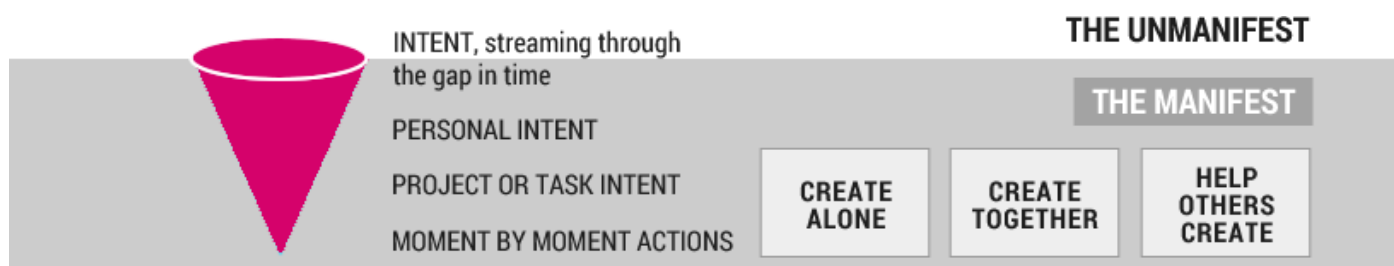 INTENT, streaming through
the gap in time
PERSONAL INTENT
PROJECT OR TASK INTENT
MOMENT BY MOMENT ACTIONS
THE UNMANIFEST
THE MANIFEST
CREATE
ALONE
CREATE
TOGETHER
HELP
OTHERS
CREATE